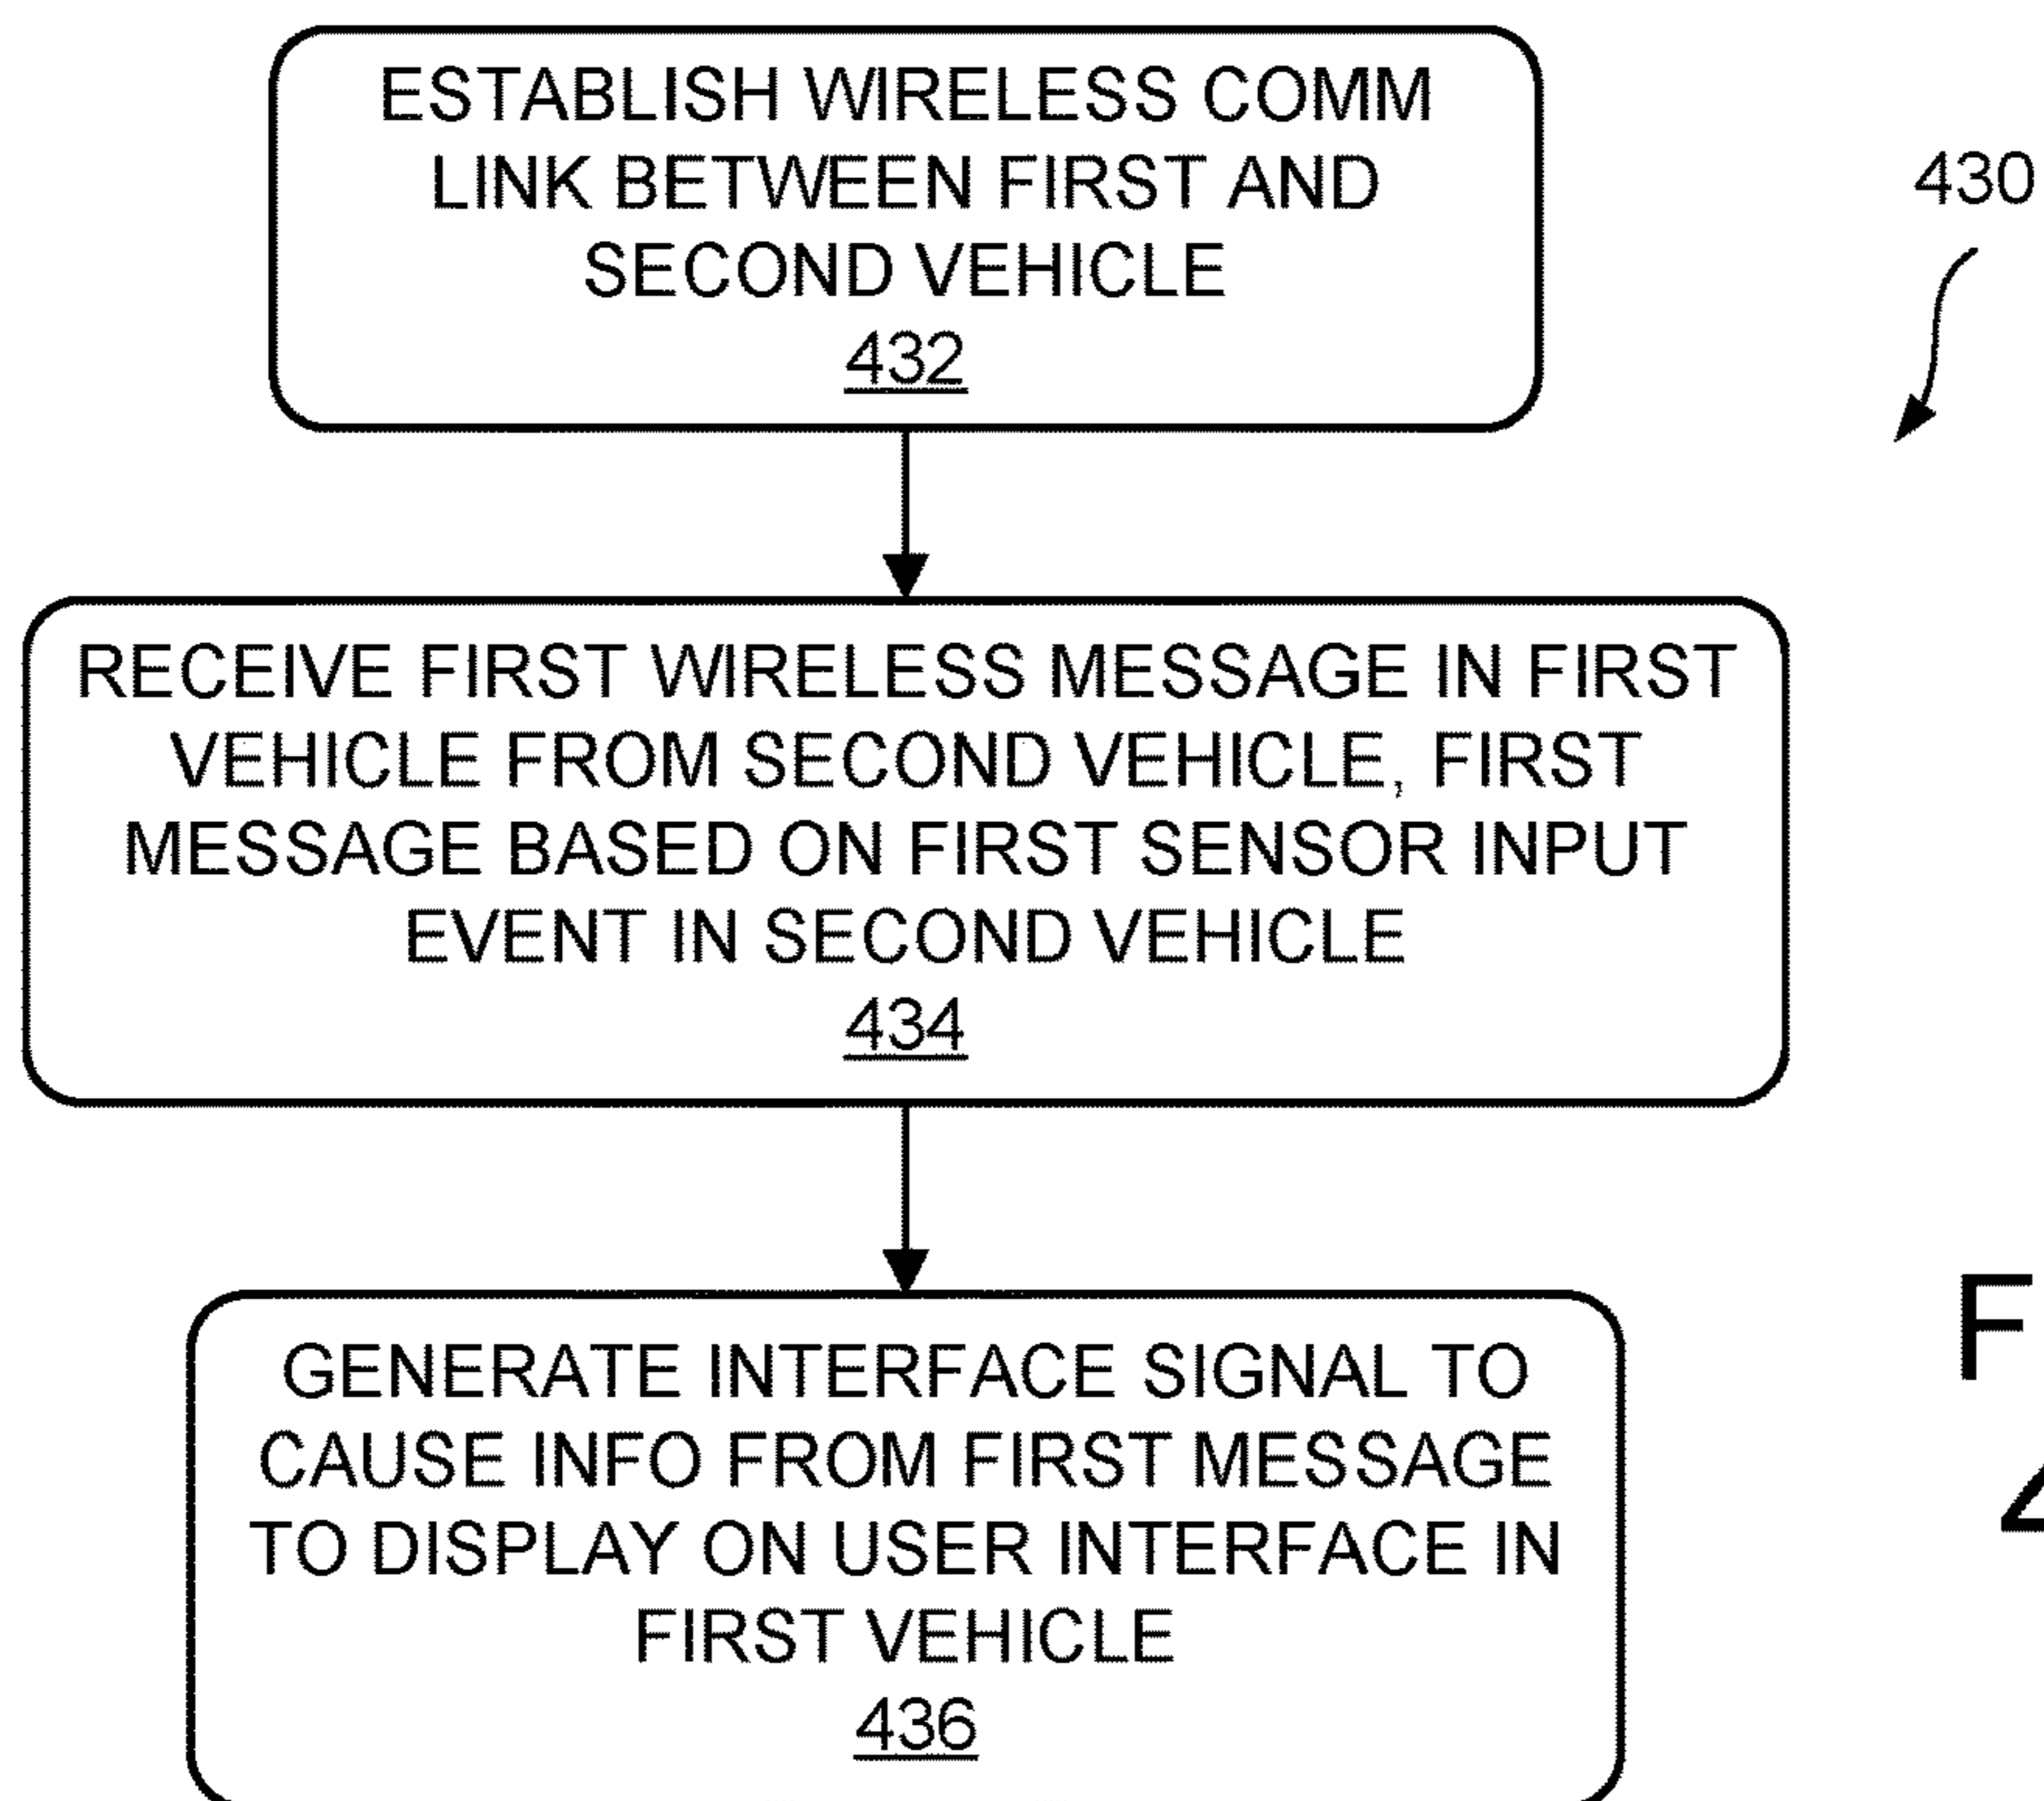 ESTABLISH WIRELESS COMM
LINK BETWEEN FIRST AND
SECOND VEHICLE
432
430
RECEIVE FIRST WIRELESS MESSAGE IN FIRST
VEHICLE FROM SECOND VEHICLE, FIRST
MESSAGE BASED ON FIRST SENSOR INPUT
EVENT IN SECOND VEHICLE
434
GENERATE INTERFACE SIGNAL TO
CAUSE INFO FROM FIRST MESSAGE
TO DISPLAY ON USER INTERFACE IN
FIRST VEHICLE
436